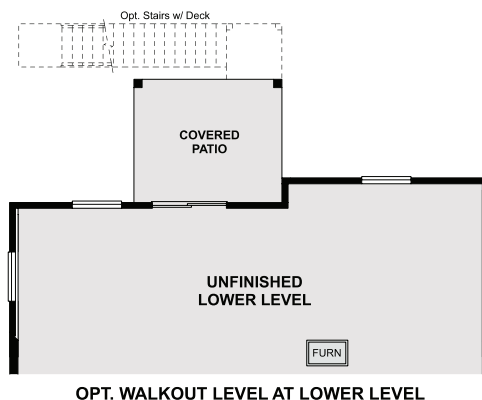 Opt. Stairs w/ Deck
COVERED
PATIO
UNFINISHED
LOWER LEVEL
FURN
OPT. WALKOUT LEVEL AT LOWER LEVEL